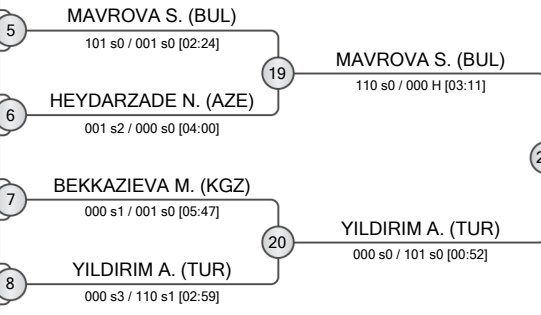 5
MAVROVA S. (BUL)
101 s0 / 001 s0 [02:24]
19
MAVROVA S. (BUL)
110 s0 / 000 H [03:11]
6
HEYDARZADE N. (AZE)
001 s2 / 000 s0 [04:00]
7
BEKKAZIEVA M. (KGZ)
000 s1 / 001 s0 [05:47]
20
YILDIRIM A. (TUR)
000 s0 / 101 s0 [00:52]
8
YILDIRIM A. (TUR)
000 s3 / 110 s1 [02:59]